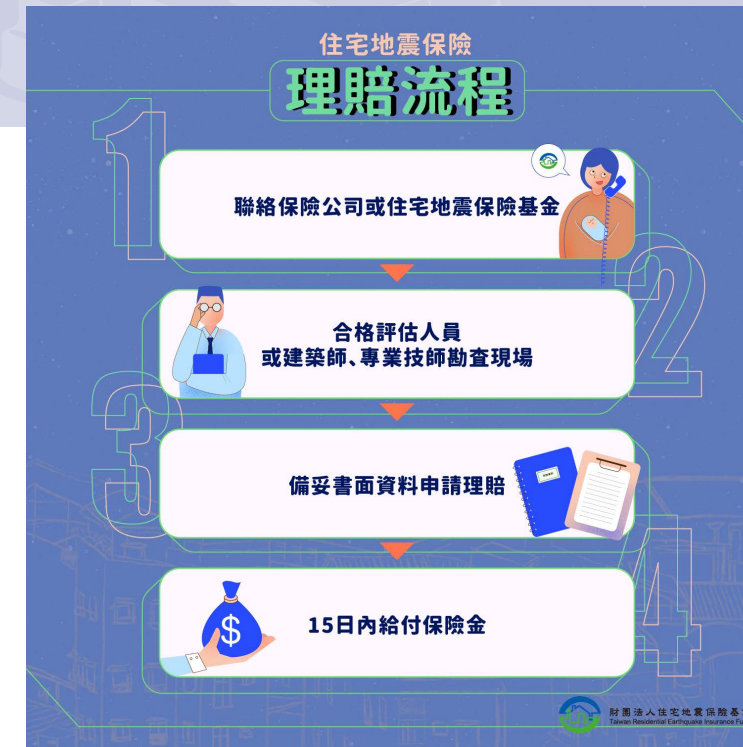 住宅地震保險
理賠流程
1
聯絡保險公司或住宅地震保險基金
2
合格評估人員
或建築師、專業技師勘查現場
3
備妥書面資料申請理賠
4
$
15日內給付保險金
財團法人住宅地震保險基
Taiwan Residential Earthquake Insurance Fu